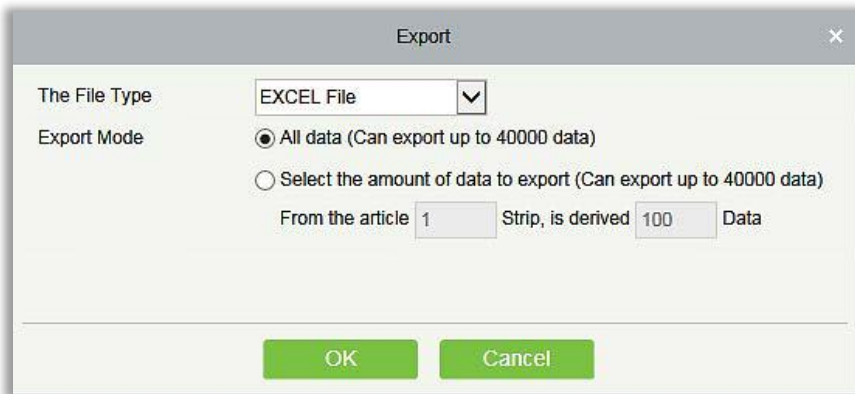 Export
The File Type EXCEL File
Export Mode All data (Can export up to 40000 data)
Select the amount of data to export (Can export up to 40000 data)
From the article 1 Strip, is derived 100 Data
OK Cancel